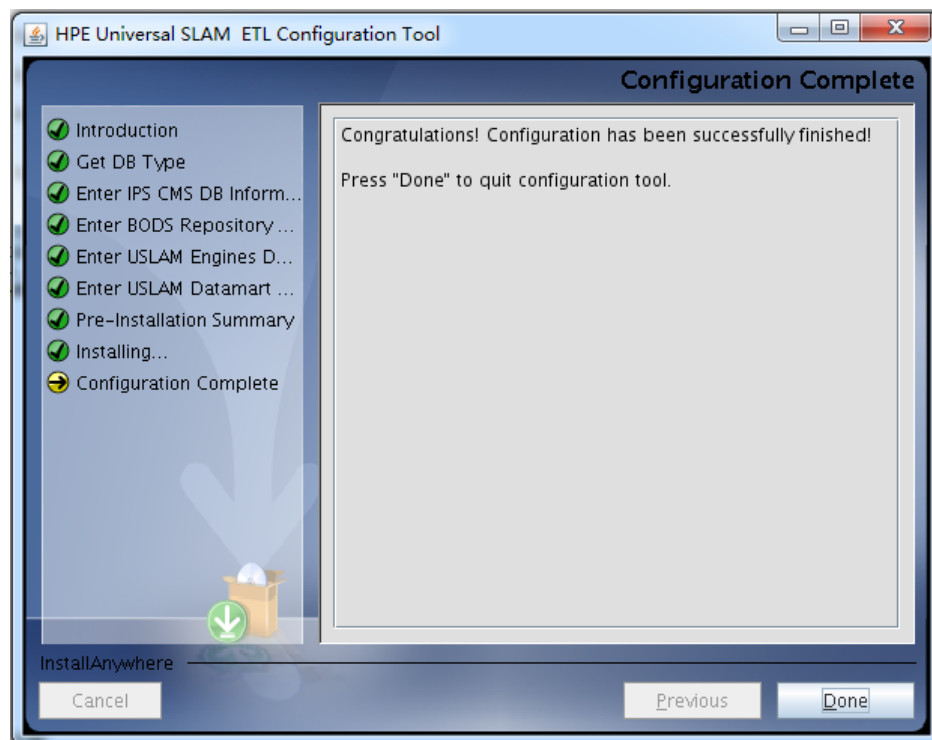 HPE Universal SLAM  ETL Configuration Tool
Configuration Complete
Introduction
Get DB Type
Enter IPS CMS DB Inform...
Enter BODS Repository ...
Enter USLAM Engines D...
Enter USLAM Datamart ...
Pre-Installation Summary
Installing...
Configuration Complete
Congratulations! Configuration has been successfully finished!
Press "Done" to quit configuration tool.
InstallAnywhere
Cancel
Previous
Done